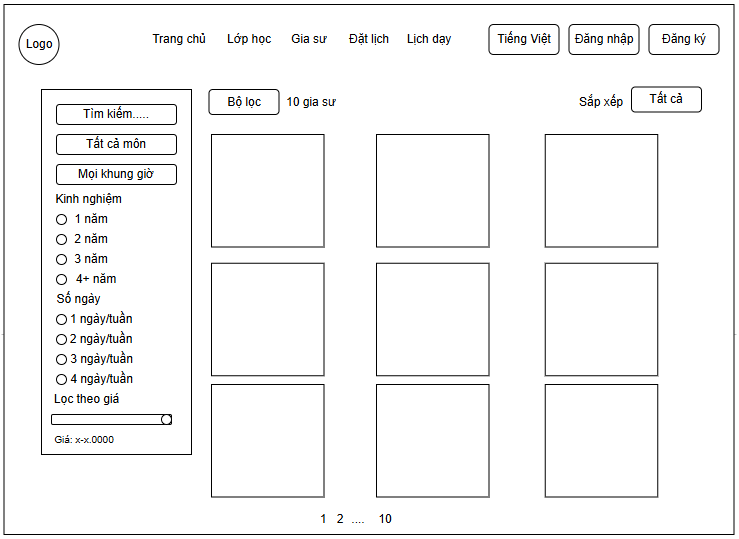 Logo
Trang chủ Lớp học Gia sư Đặt lịch Lịch dạy Tiếng Việt Đăng nhập Đăng ký
Bộ lọc 10 gia sư Sắp xếp Tất cả
Tìm kiếm.....
Tất cả môn
Mọi khung giờ
Kinh nghiệm
1 năm
2 năm
3 năm
4+ năm
Số ngày
1 ngày/tuần
2 ngày/tuần
3 ngày/tuần
4 ngày/tuần
Lọc theo giá
Giá: x-x.0000
1 2 .... 10